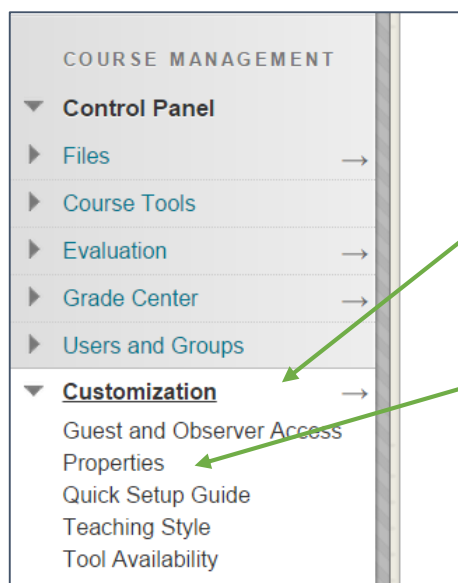 COURSE MANAGEMENT
Control Panel
Files
Course Tools
Evaluation
Grade Center
Users and Groups
Customization
Guest and Observer Access
Properties
Quick Setup Guide
Teaching Style
Tool Availability